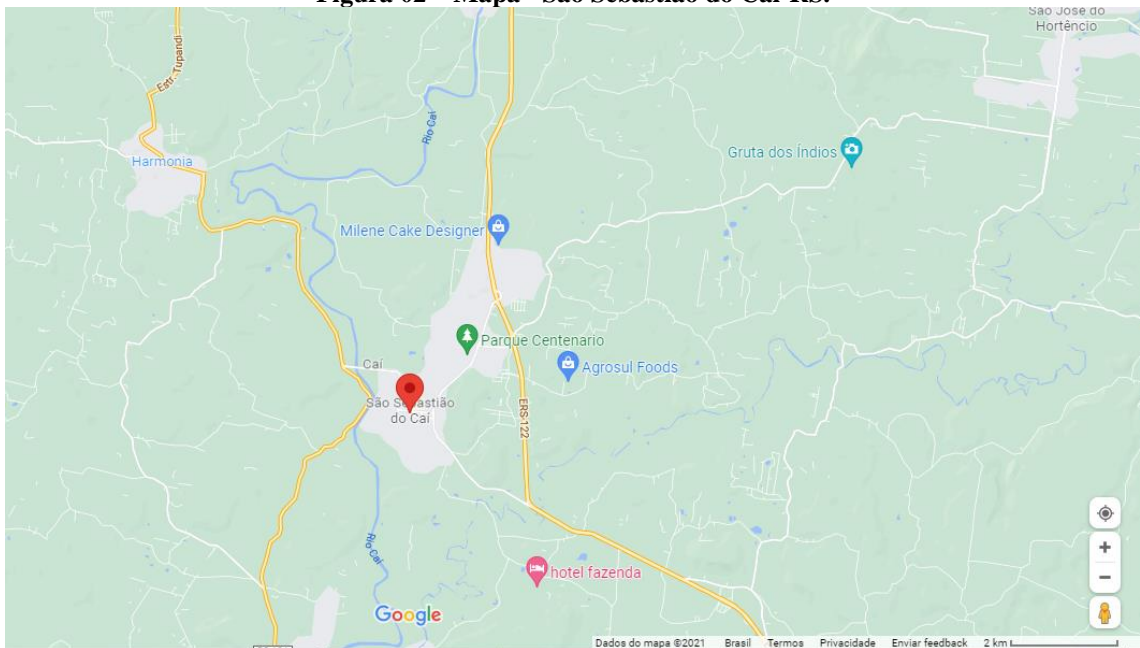 Figura 02 – Mapa - São Sebastião do Caí-RS.
São José do
Hortêncio
Estr. Tupandi
Rio Caí
Harmonia
Gruta dos Índios
Milene Cake Designer
Parque Centenario
Caí
Agrosul Foods
São Sebastião
do Caí
ERS-122
Rio Caí
hotel fazenda
Google
Dados do mapa ©2021 Brasil Termos Privacidade Enviar feedback 2 km